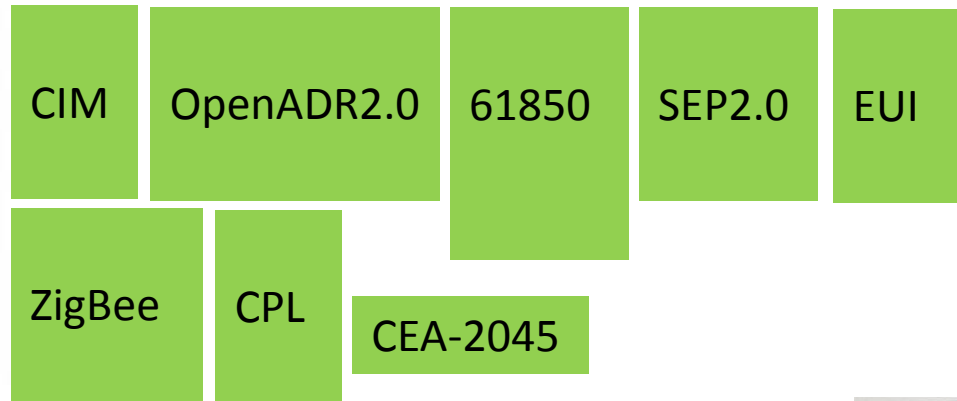 CIM
OpenADR2.0
61850
SEP2.0
EUI
ZigBee
CPL
CEA-2045